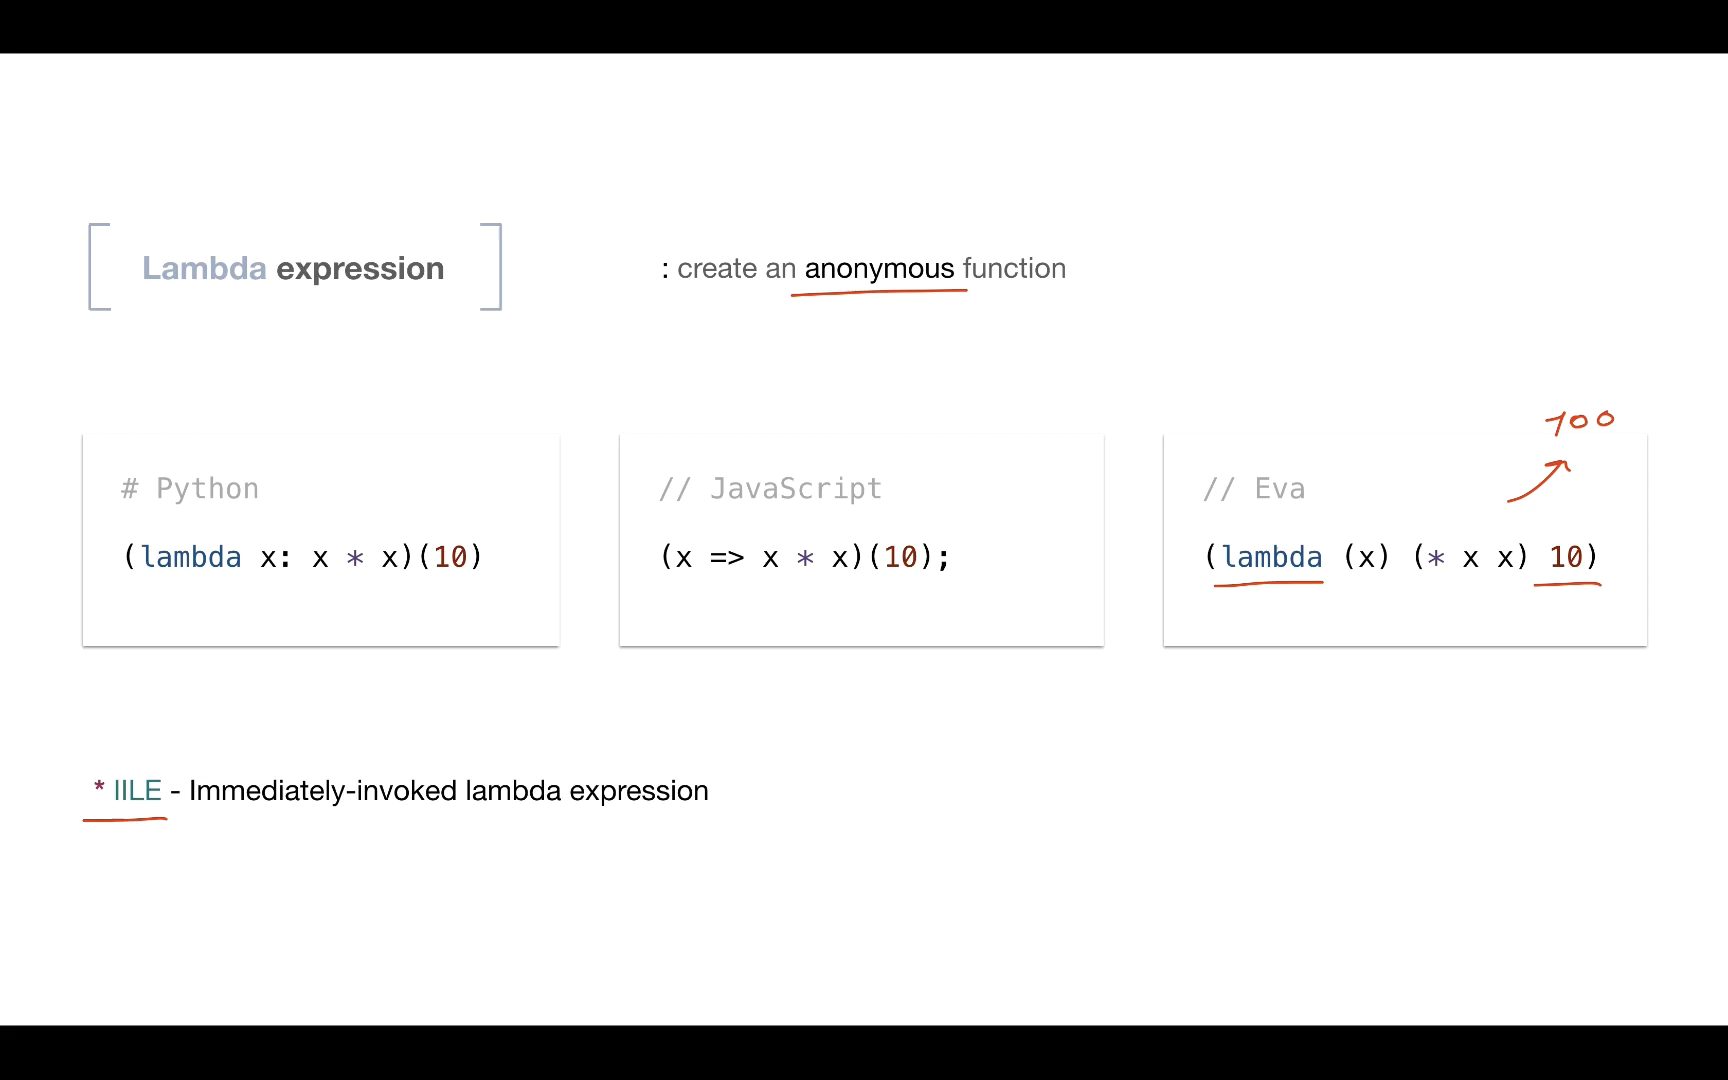 Lambda expression : create an anonymous function
100
# Python
(lambda x: x * x)(10)
// JavaScript
(x => x * x)(10);
// Eva
(lambda (x) (* x x) 10)
* IILE - Immediately-invoked lambda expression